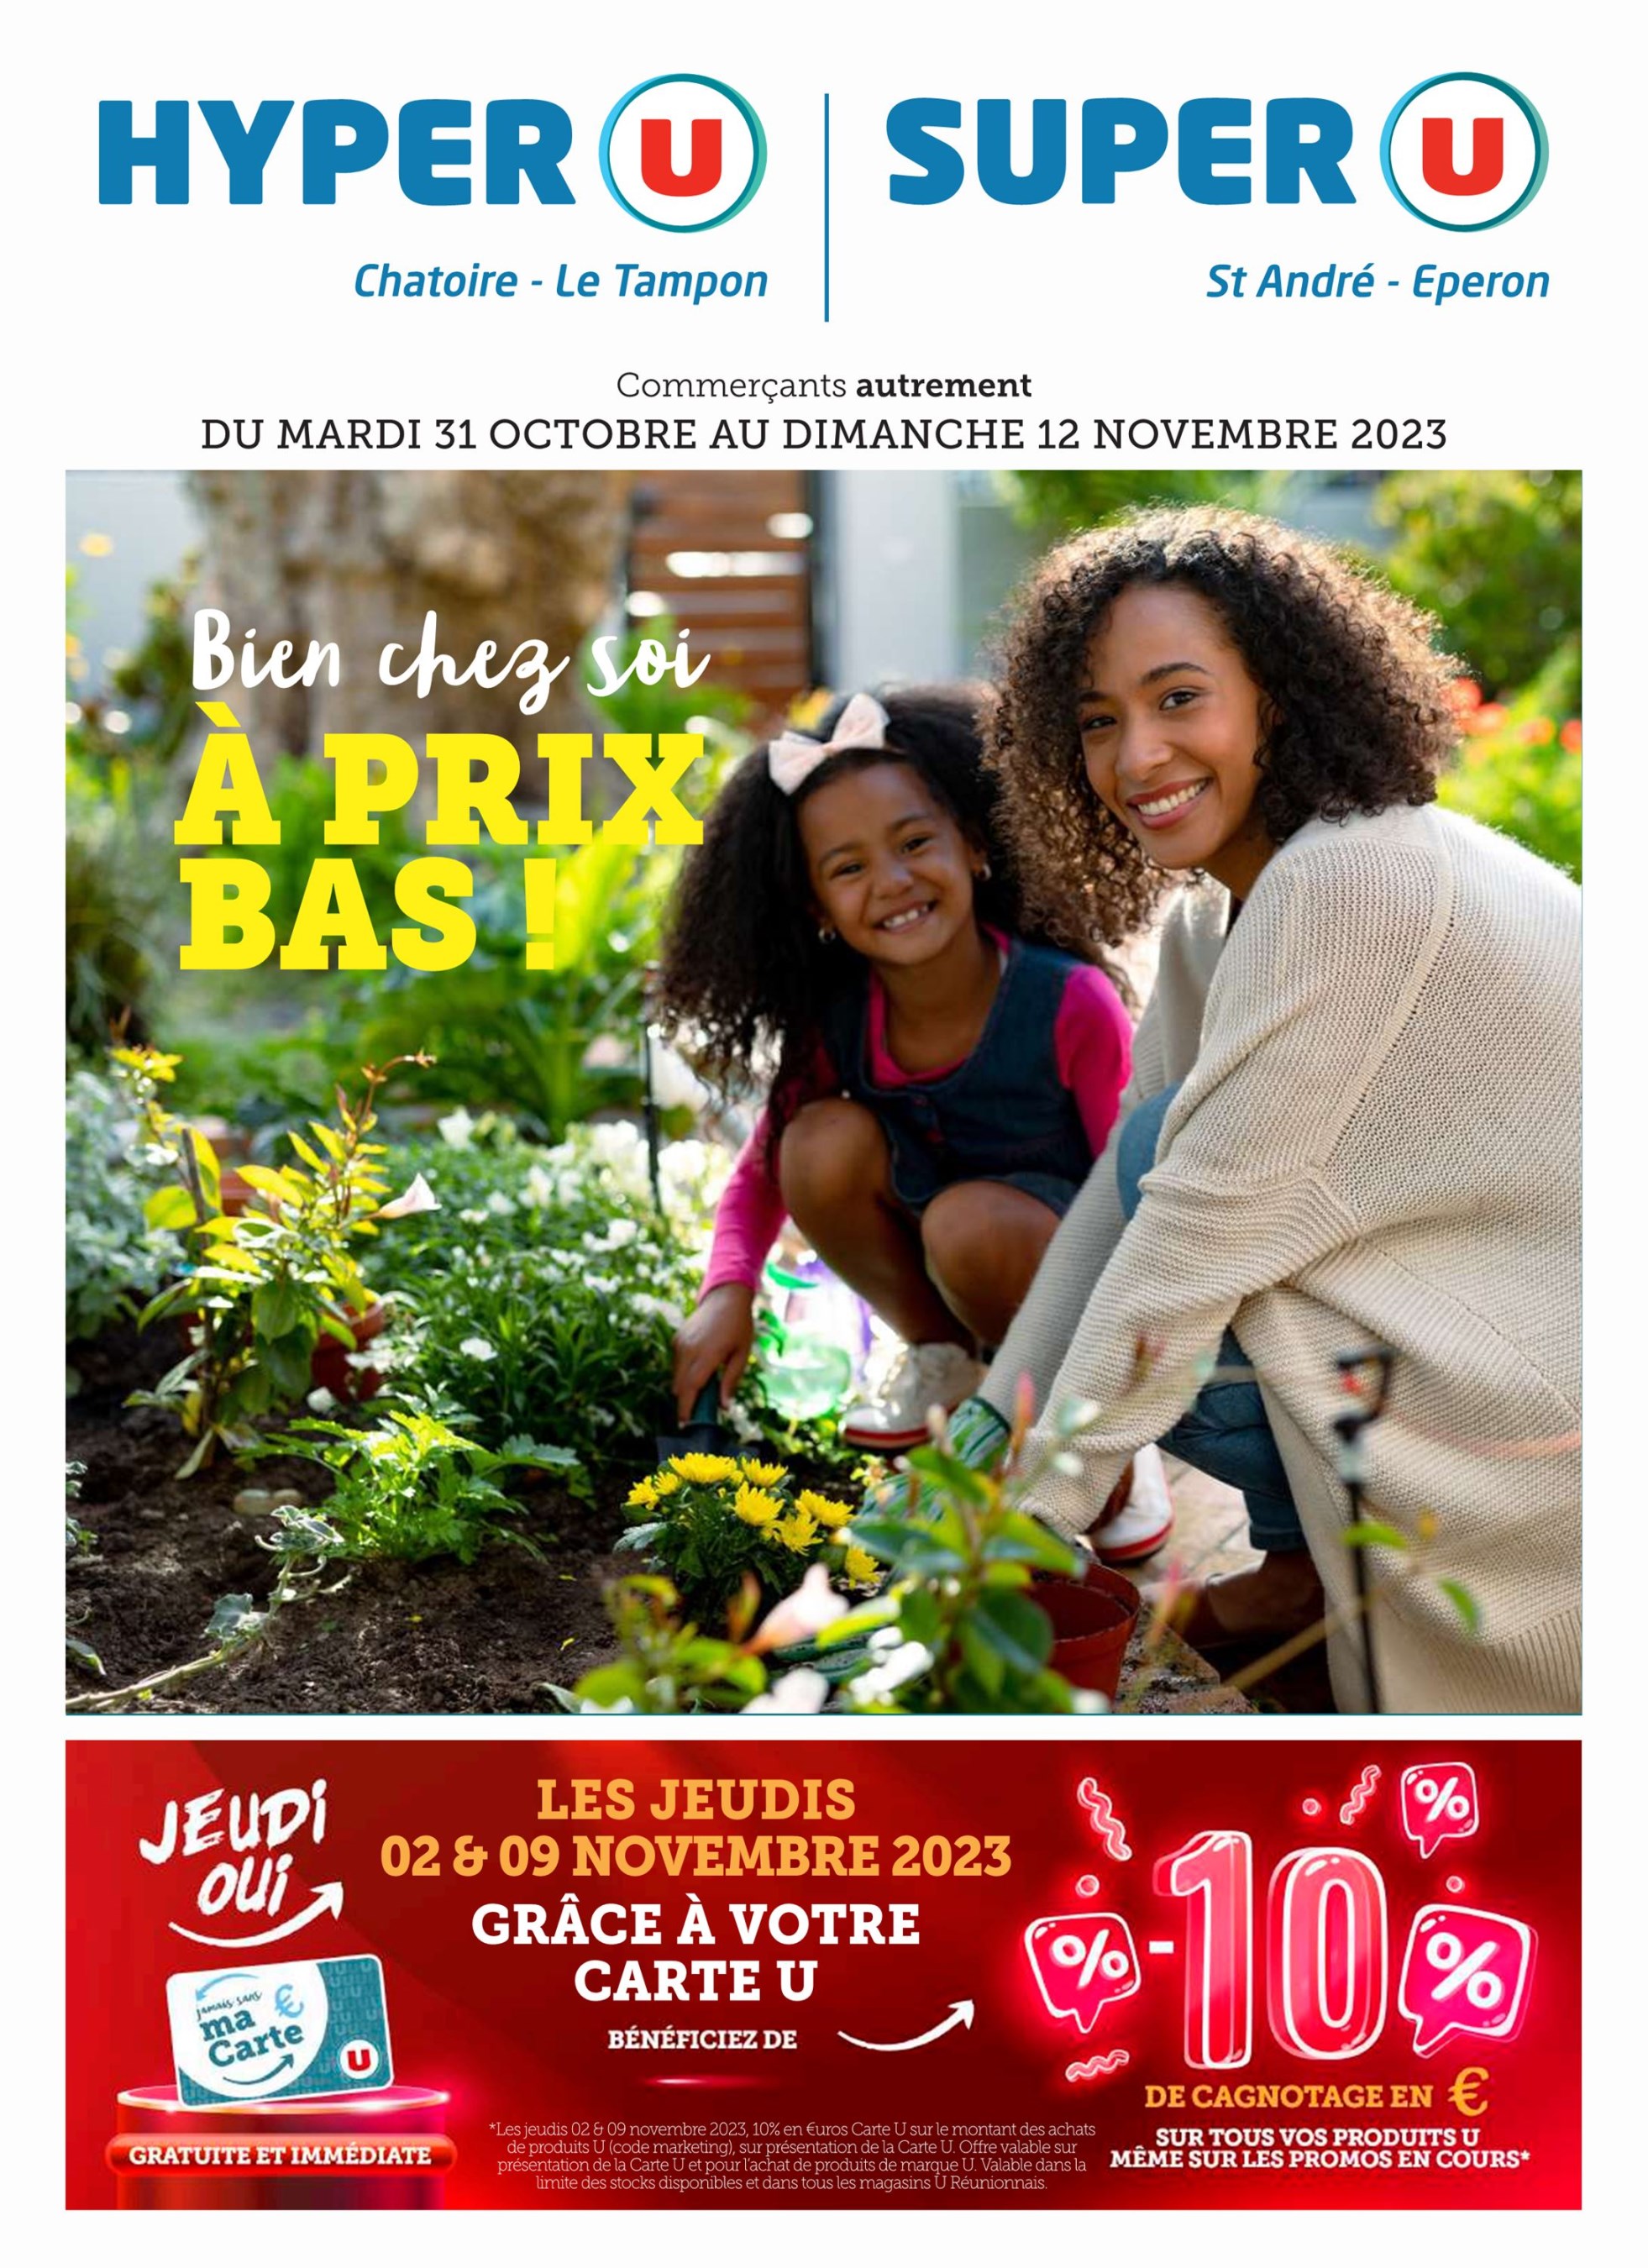 HYPER U
SUPER U
Chatoire - Le Tampon
St André - Eperon
Commerçants autrement
DU MARDI 31 OCTOBRE AU DIMANCHE 12 NOVEMBRE 2023
Bien chez soi
À PRIX
BAS !
JEUDi
OUi
jamais sans
ma
Carte
€
U
GRATUITE ET IMMÉDIATE
LES JEUDIS
02 & 09 NOVEMBRE 2023
GRÂCE À VOTRE
CARTE U
BÉNÉFICIEZ DE
*Les jeudis 02 & 09 novembre 2023, 10% en €uros Carte U sur le montant des achats
de produits U (code marketing), sur présentation de la Carte U. Offre valable sur
présentation de la Carte U et pour l'achat de produits de marque U. Valable dans la
limite des stocks disponibles et dans tous les magasins U Réunionnais.
%
% -10 %
DE CAGNOTAGE EN €
SUR TOUS VOS PRODUITS U
MÊME SUR LES PROMOS EN COURS*